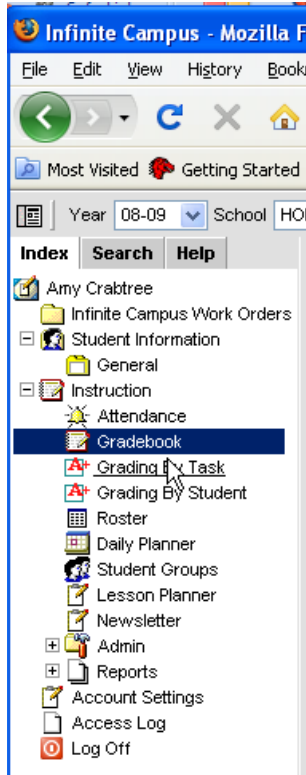 Infinite Campus - Mozilla F
File Edit View History Book
Most Visited Getting Started
Year 08-09 School HO
Index Search Help
Amy Crabtree
Infinite Campus Work Orders
Student Information
General
Instruction
Attendance
Gradebook
Grading By Task
Grading By Student
Roster
Daily Planner
Student Groups
Lesson Planner
Newsletter
Admin
Reports
Account Settings
Access Log
Log Off